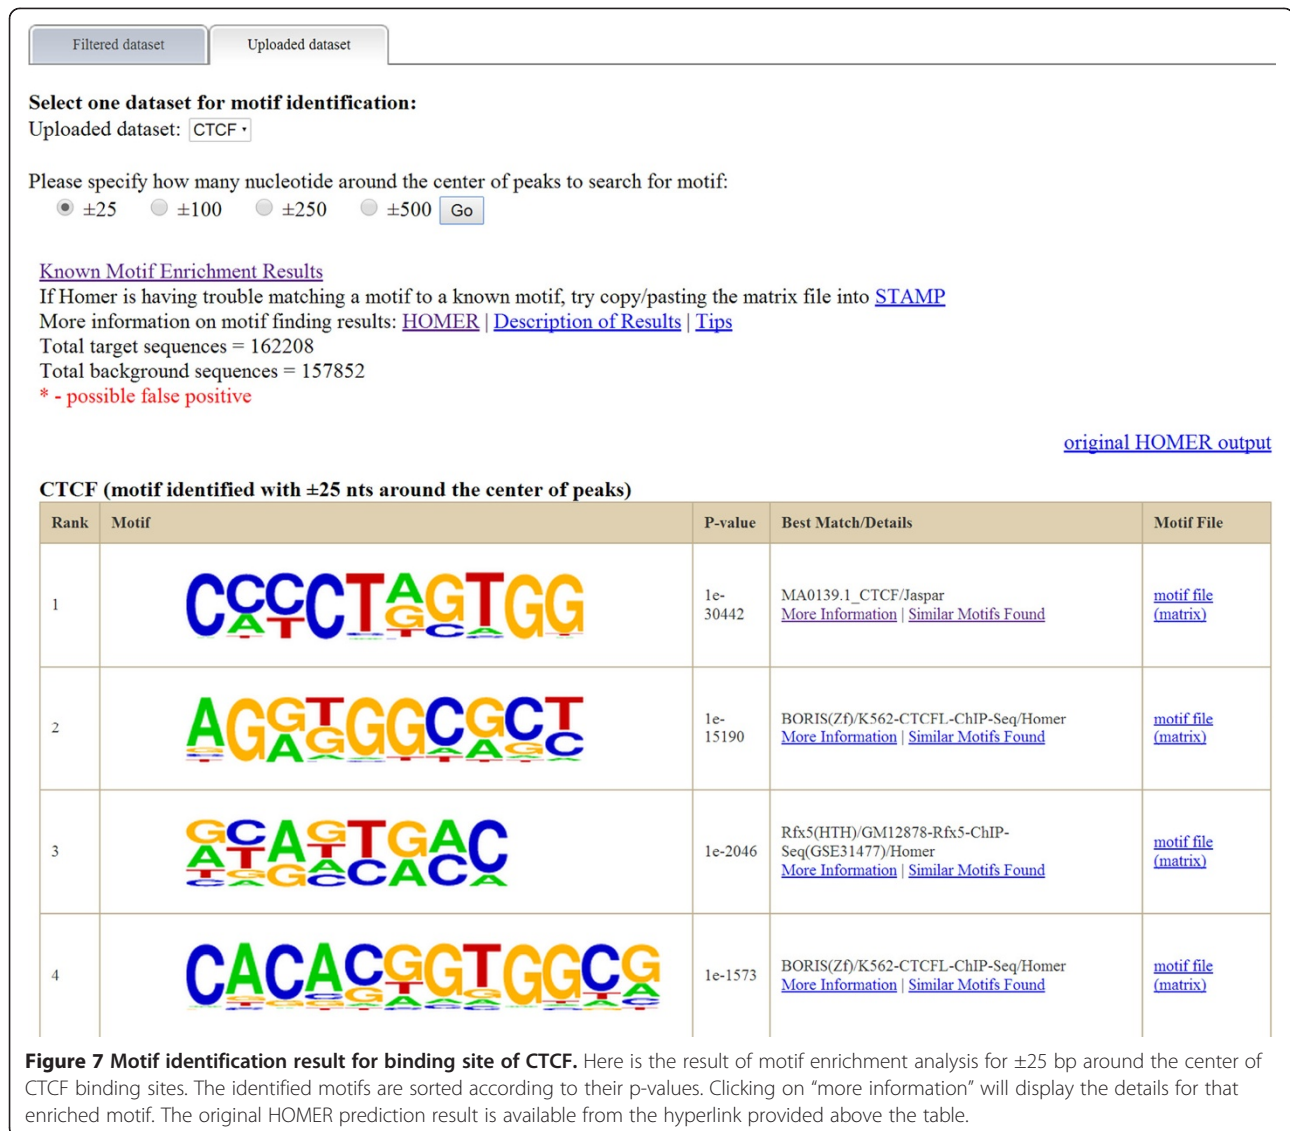 Filtered dataset
Uploaded dataset
Select one dataset for motif identification:
Uploaded dataset: CTCF
Please specify how many nucleotide around the center of peaks to search for motif:
±25 ±100 ±250 ±500 Go
Known Motif Enrichment Results
If Homer is having trouble matching a motif to a known motif, try copy/pasting the matrix file into STAMP
More information on motif finding results: HOMER | Description of Results | Tips
Total target sequences = 162208
Total background sequences = 157852
* - possible false positive
original HOMER output
CTCF (motif identified with ±25 nts around the center of peaks)
Rank Motif P-value Best Match/Details Motif File
1
CCCCTAGTGG
1e-
30442
MA0139.1_CTCF/Jaspar
More Information | Similar Motifs Found
motif file
(matrix)
2
AGGTGGCGCT
1e-
15190
BORIS(Zf)/K562-CTCFL-ChIP-Seq/Homer
More Information | Similar Motifs Found
motif file
(matrix)
3
GCAGTGAC
1e-2046
Rfx5(HTH)/GM12878-Rfx5-ChIP-
Seq(GSE31477)/Homer
More Information | Similar Motifs Found
motif file
(matrix)
4
CACACGGTGGCG
1e-1573
BORIS(Zf)/K562-CTCFL-ChIP-Seq/Homer
More Information | Similar Motifs Found
motif file
(matrix)
Figure 7 Motif identification result for binding site of CTCF. Here is the result of motif enrichment analysis for ±25 bp around the center of
CTCF binding sites. The identified motifs are sorted according to their p-values. Clicking on “more information” will display the details for that
enriched motif. The original HOMER prediction result is available from the hyperlink provided above the table.